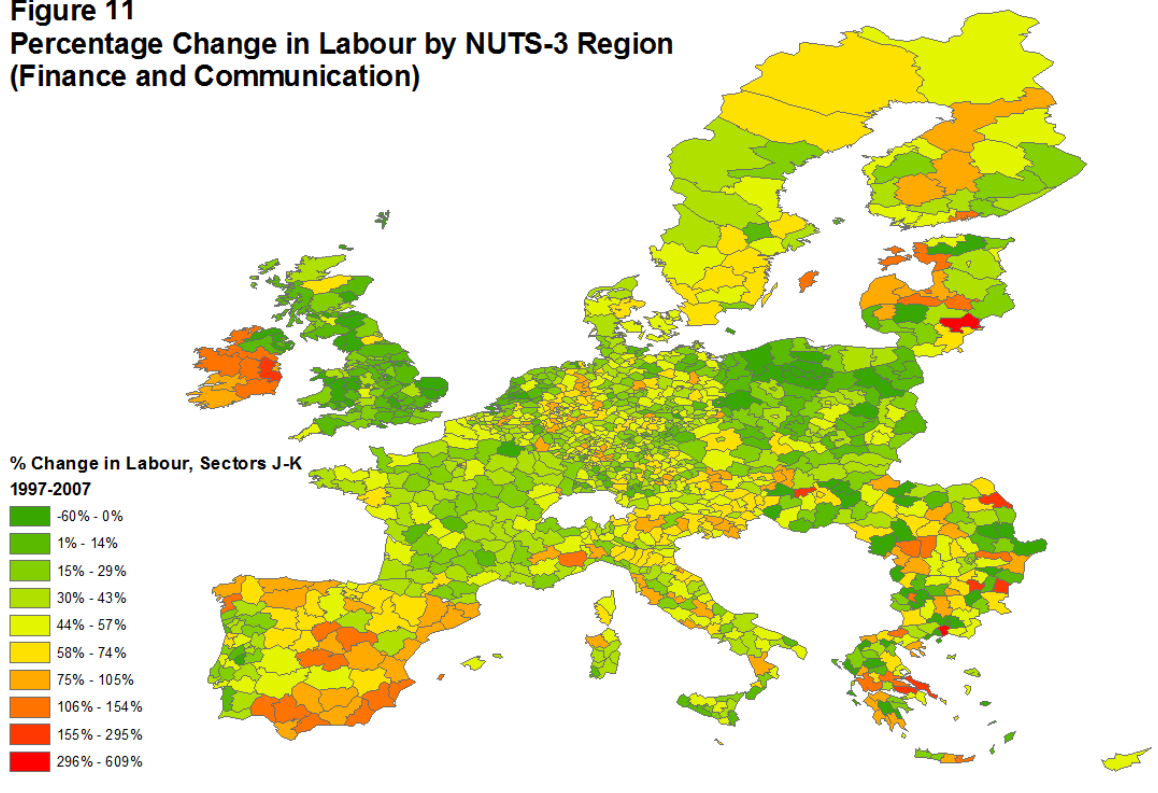 Figure 11
Percentage Change in Labour by NUTS-3 Region
(Finance and Communication)
% Change in Labour, Sectors J-K
1997-2007
-60% - 0%
1% - 14%
15% - 29%
30% - 43%
44% - 57%
58% - 74%
75% - 105%
106% - 154%
155% - 295%
296% - 609%